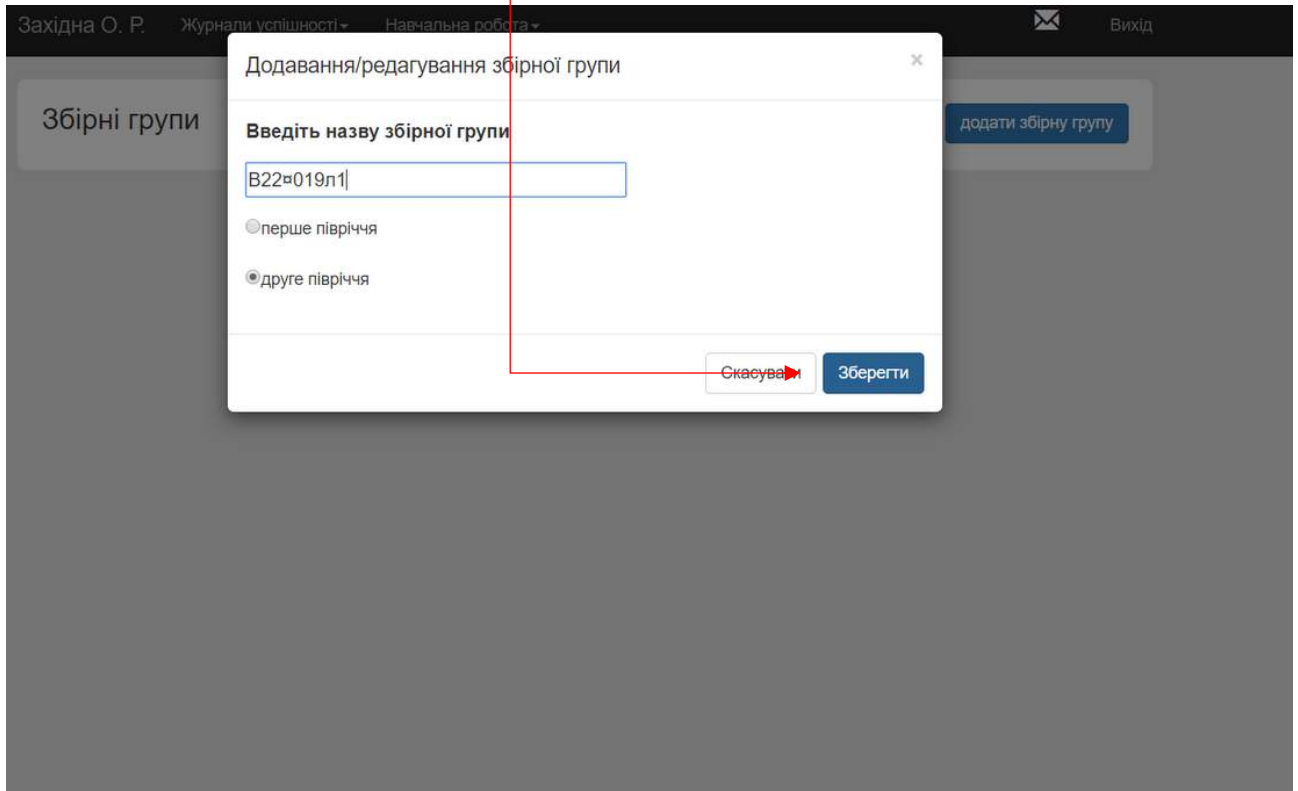 Західна О. Р. Журнали успішності Навчальна робота Вихід
Додавання/редагування збірної групи ×
Збірні групи
додати збірну групу
Введіть назву збірної групи
В22¤019л1
перше півріччя
друге півріччя
Скасувати Зберегти